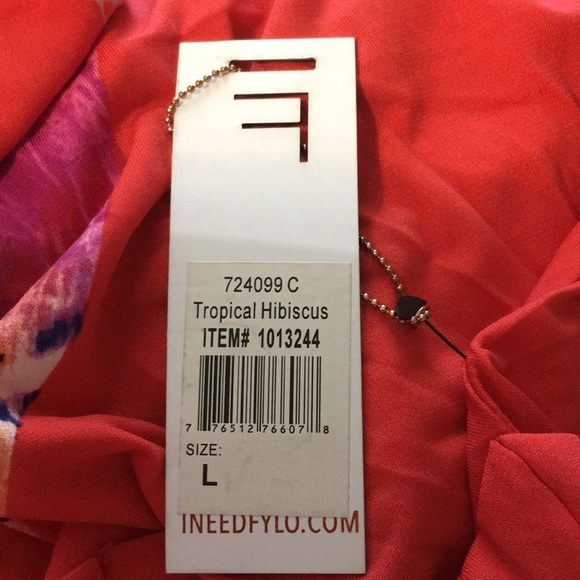 F
724099 C
Tropical Hibiscus
ITEM# 1013244
7 76512 76607 8
SIZE:
L
INEEDFYLO.COM